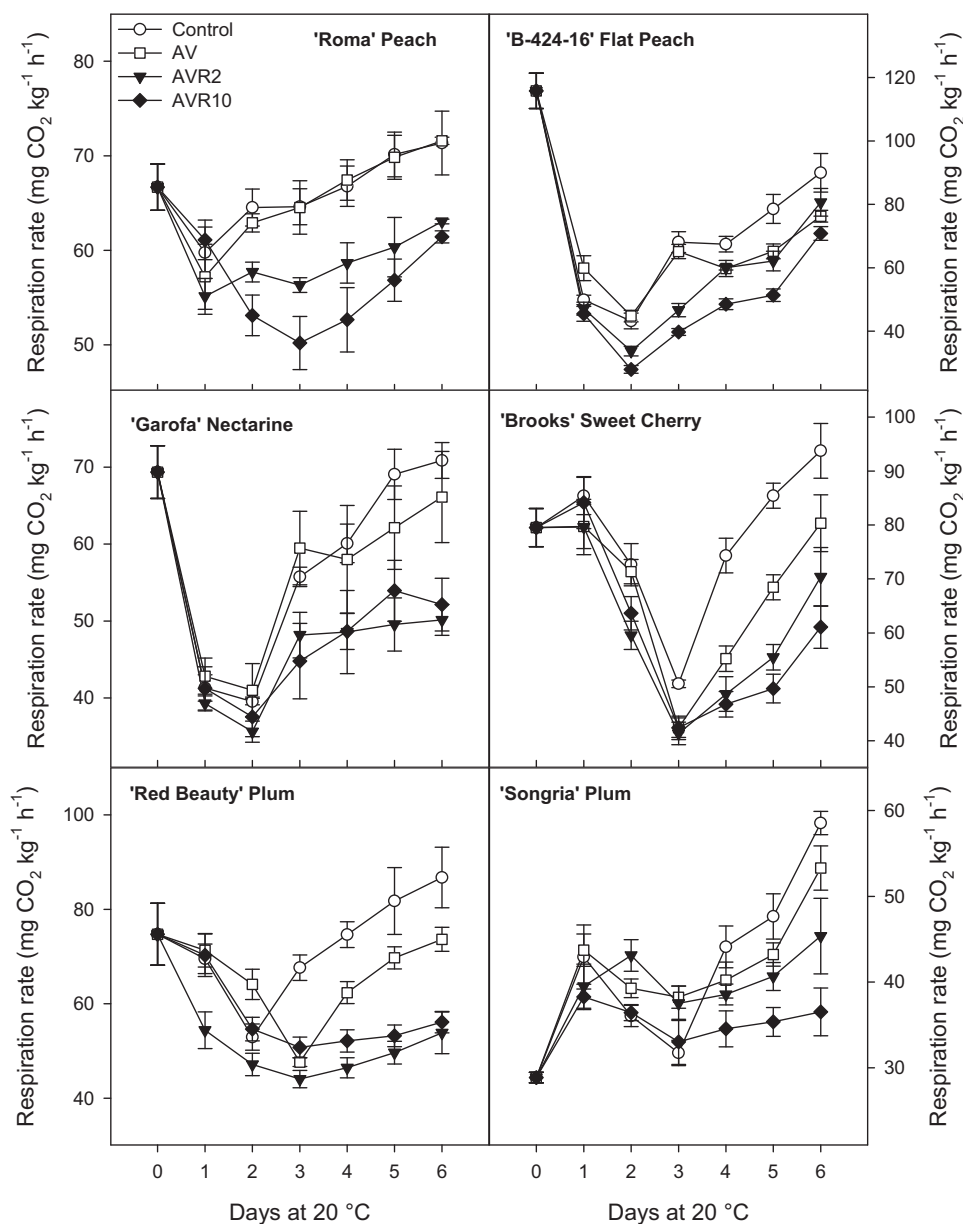 Control
AV
AVR2
AVR10
'Roma' Peach
'B-424-16' Flat Peach
80
70
60
50
Respiration rate (mg CO₂ kg⁻¹ h⁻¹)
120
100
80
60
40
Respiration rate (mg CO₂ kg⁻¹ h⁻¹)
'Garofa' Nectarine
'Brooks' Sweet Cherry
70
60
50
40
Respiration rate (mg CO₂ kg⁻¹ h⁻¹)
100
90
80
70
60
50
40
Respiration rate (mg CO₂ kg⁻¹ h⁻¹)
'Red Beauty' Plum
'Songria' Plum
100
80
60
40
Respiration rate (mg CO₂ kg⁻¹ h⁻¹)
60
50
40
30
Respiration rate (mg CO₂ kg⁻¹ h⁻¹)
0 1 2 3 4 5 6
0 1 2 3 4 5 6
Days at 20 °C
Days at 20 °C